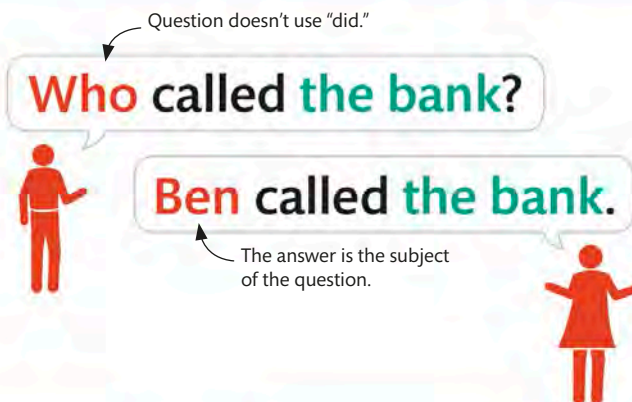 Question doesn’t use “did.”
Who called the bank?
Ben called the bank.
The answer is the subject
of the question.